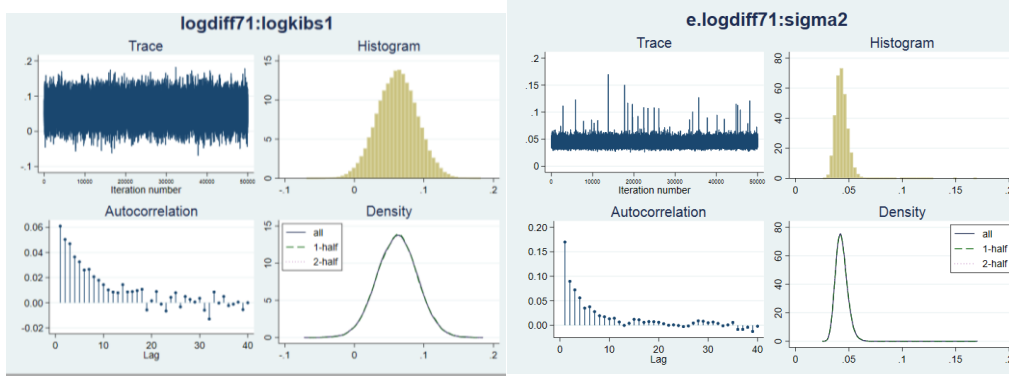 logdiff71:logkibs1
Trace
.2
.1
0
-.1
0 10000 20000 30000 40000 50000
Iteration number
Histogram
15
10
5
0
-.1 0 .1 .2
Autocorrelation
0.06
0.04
0.02
0.00
-0.02
0 10 20 30 40
Lag
Density
all
1-half
2-half
15
10
5
0
-.1 0 .1 .2
e.logdiff71:sigma2
Trace
.2
.15
.1
.05
0
0 10000 20000 30000 40000 50000
Iteration number
Histogram
80
60
40
20
0
0 .05 .1 .15 .2
Autocorrelation
0.20
0.15
0.10
0.05
0.00
0 10 20 30 40
Lag
Density
all
1-half
2-half
80
60
40
20
0
0 .05 .1 .15 .2